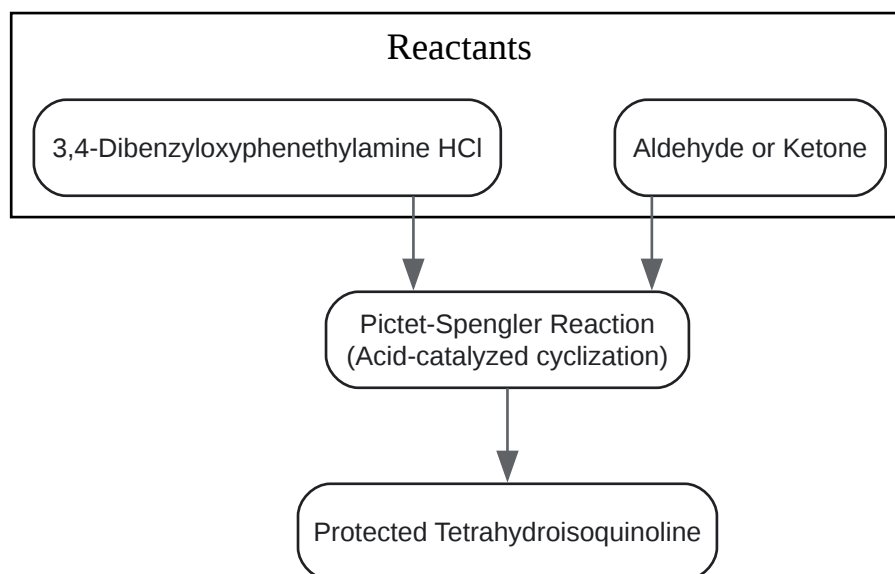 Reactants
3,4-Dibenzyloxyphenethylamine HCl
Aldehyde or Ketone
Pictet-Spengler Reaction
(Acid-catalyzed cyclization)
Protected Tetrahydroisoquinoline